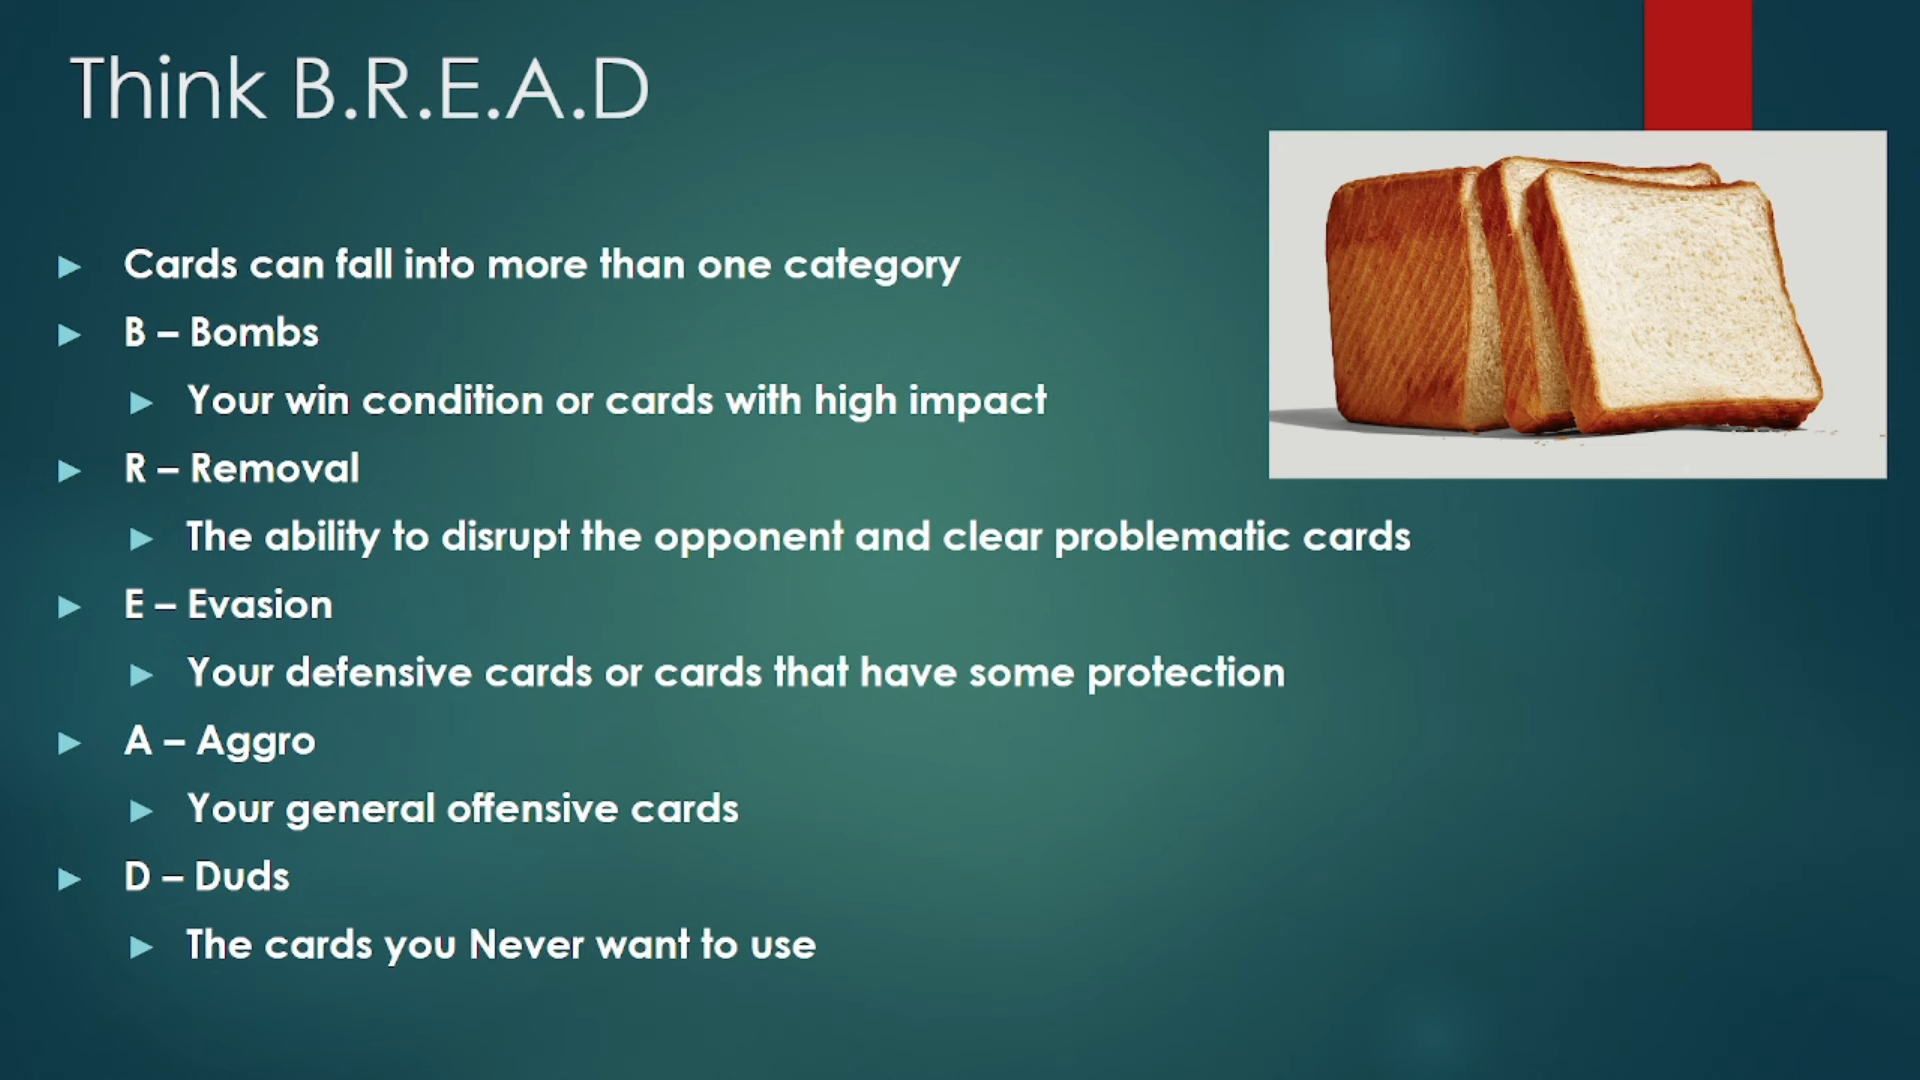 Think B.R.E.A.D
Cards can fall into more than one category
B – Bombs
Your win condition or cards with high impact
R – Removal
The ability to disrupt the opponent and clear problematic cards
E – Evasion
Your defensive cards or cards that have some protection
A – Aggro
Your general offensive cards
D – Duds
The cards you Never want to use